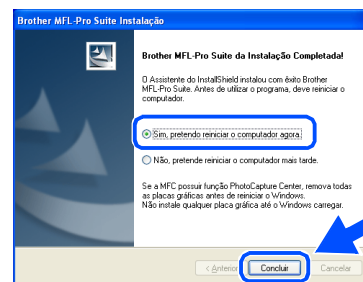 Brother MFL-Pro Suite Instalação
Brother MFL-Pro Suite da Instalação Completada!
O Assistente do InstallShield instalou com êxito Brother
MFL-Pro Suite. Antes de utilizar o programa, deve reiniciar o
computador.
Sim, pretendo reiniciar o computador agora.
Não, pretende reiniciar o computador mais tarde.
Se a MFC possuir função PhotoCapture Center, remova todas
as placas gráficas antes de reiniciar o Windows.
Não instale qualquer placa gráfica até o Windows carregar.
< Anterior
Concluir
Cancelar